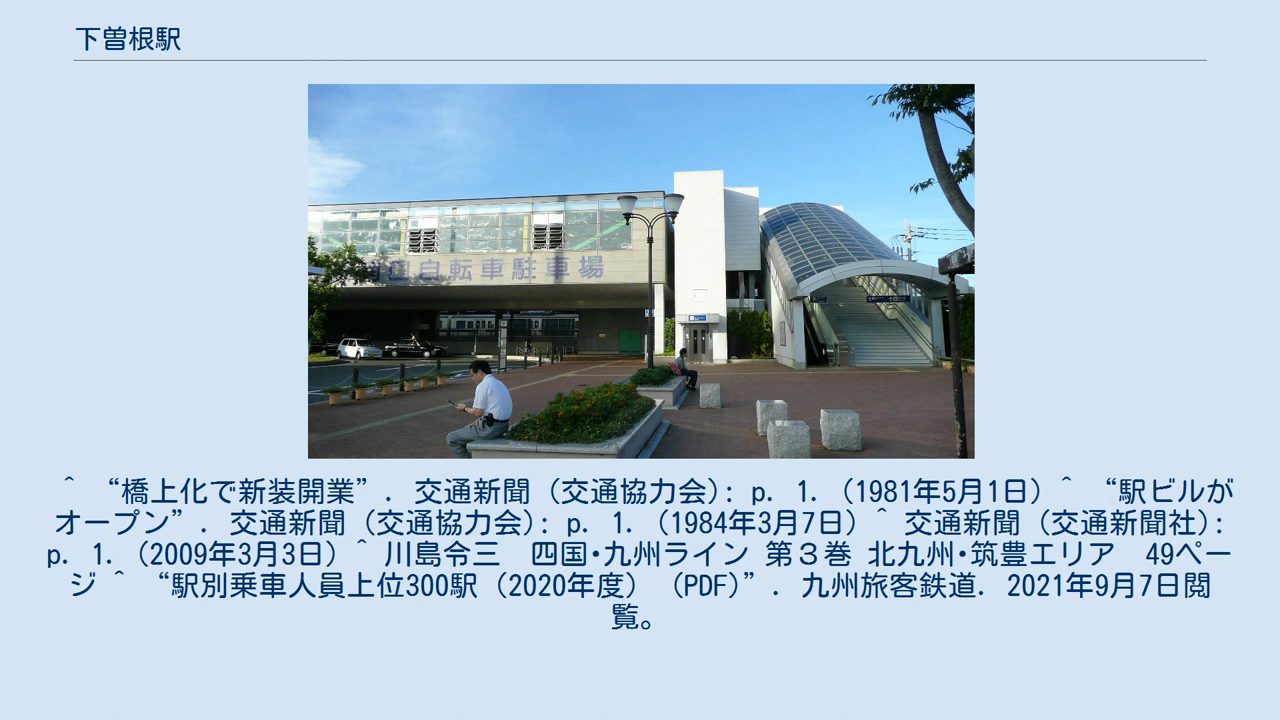 下曽根駅
自転車駐車場
^ “橋上化で新装開業”. 交通新聞 (交通協力会): p. 1. (1981年5月1日) ^ “駅ビルが
オープン”. 交通新聞 (交通協力会): p. 1. (1984年3月7日) ^ 交通新聞 (交通新聞社):
p. 1. (2009年3月3日) ^ 川島令三　四国・九州ライン 第３巻 北九州・筑豊エリア　49ペー
ジ ^ “駅別乗車人員上位300駅（2020年度） (PDF)”. 九州旅客鉄道. 2021年9月7日閲
覧。